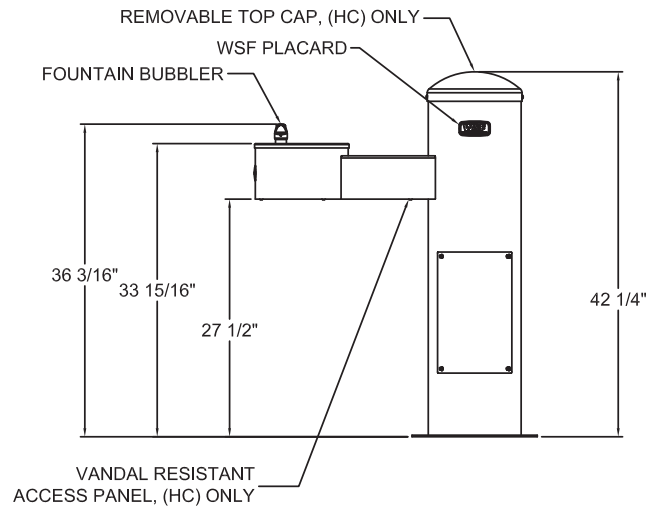 REMOVABLE TOP CAP, (HC) ONLY
WSF PLACARD
FOUNTAIN BUBBLER
36 3/16"
33 15/16"
27 1/2"
42 1/4"
VANDAL RESISTANT
ACCESS PANEL, (HC) ONLY